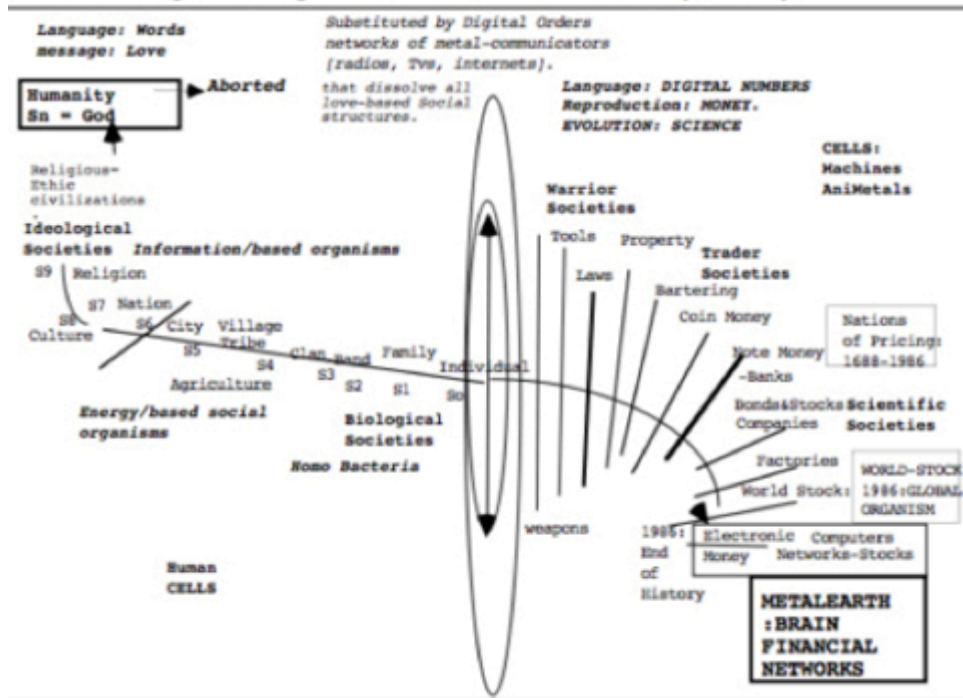 Language: Words
message: Love
Humanity
Sn = God
Aborted
Substituted by Digital Orders
networks of metal-communicators
(radios, Tvs, internets).
that dissolve all
love-based Social
structures.
Language: DIGITAL NUMBERS
Reproduction: MONEY.
EVOLUTION: SCIENCE
CELLS:
Machines
AniMetals
Religious-
Ethic
civilizations
.
Ideological
Societies
Information/based organisms
S9
Religion
S8
Culture
S7
Nation
S6
City
Village
S5
Tribe
S4
Agriculture
Clan
S3
Band
S2
Family
S1
Individual
So
Energy/based social
organisms
Biological
Societies
Homo Bacteria
Human
CELLS
Warrior
Societies
Tools
Property
Laws
weapons
Trader
Societies
Bartering
Coin Money
Note Money
-Banks
Nations
of Pricing:
1688-1986
Bonds&Stocks
Companies
Scientific
Societies
Factories
World Stock:
WORLD-STOCK
1986:GLOBAL
ORGANISM
1986:
End
of
History
Electronic
Money
Computers
Networks-Stocks
METALEARTH
:BRAIN
FINANCIAL
NETWORKS